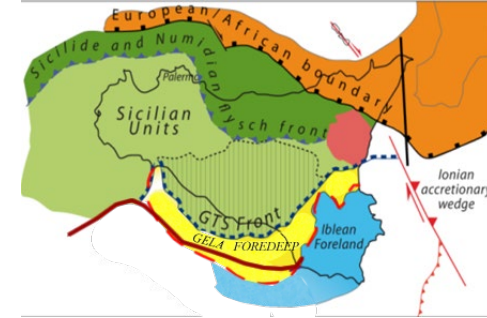 European/African boundary
Sicilide and Numidian flysch front
Palermo
Sicilian
Units
Ionian
accretionary
wedge
GTS Front
Iblean
Foreland
GELA FOREDEEP